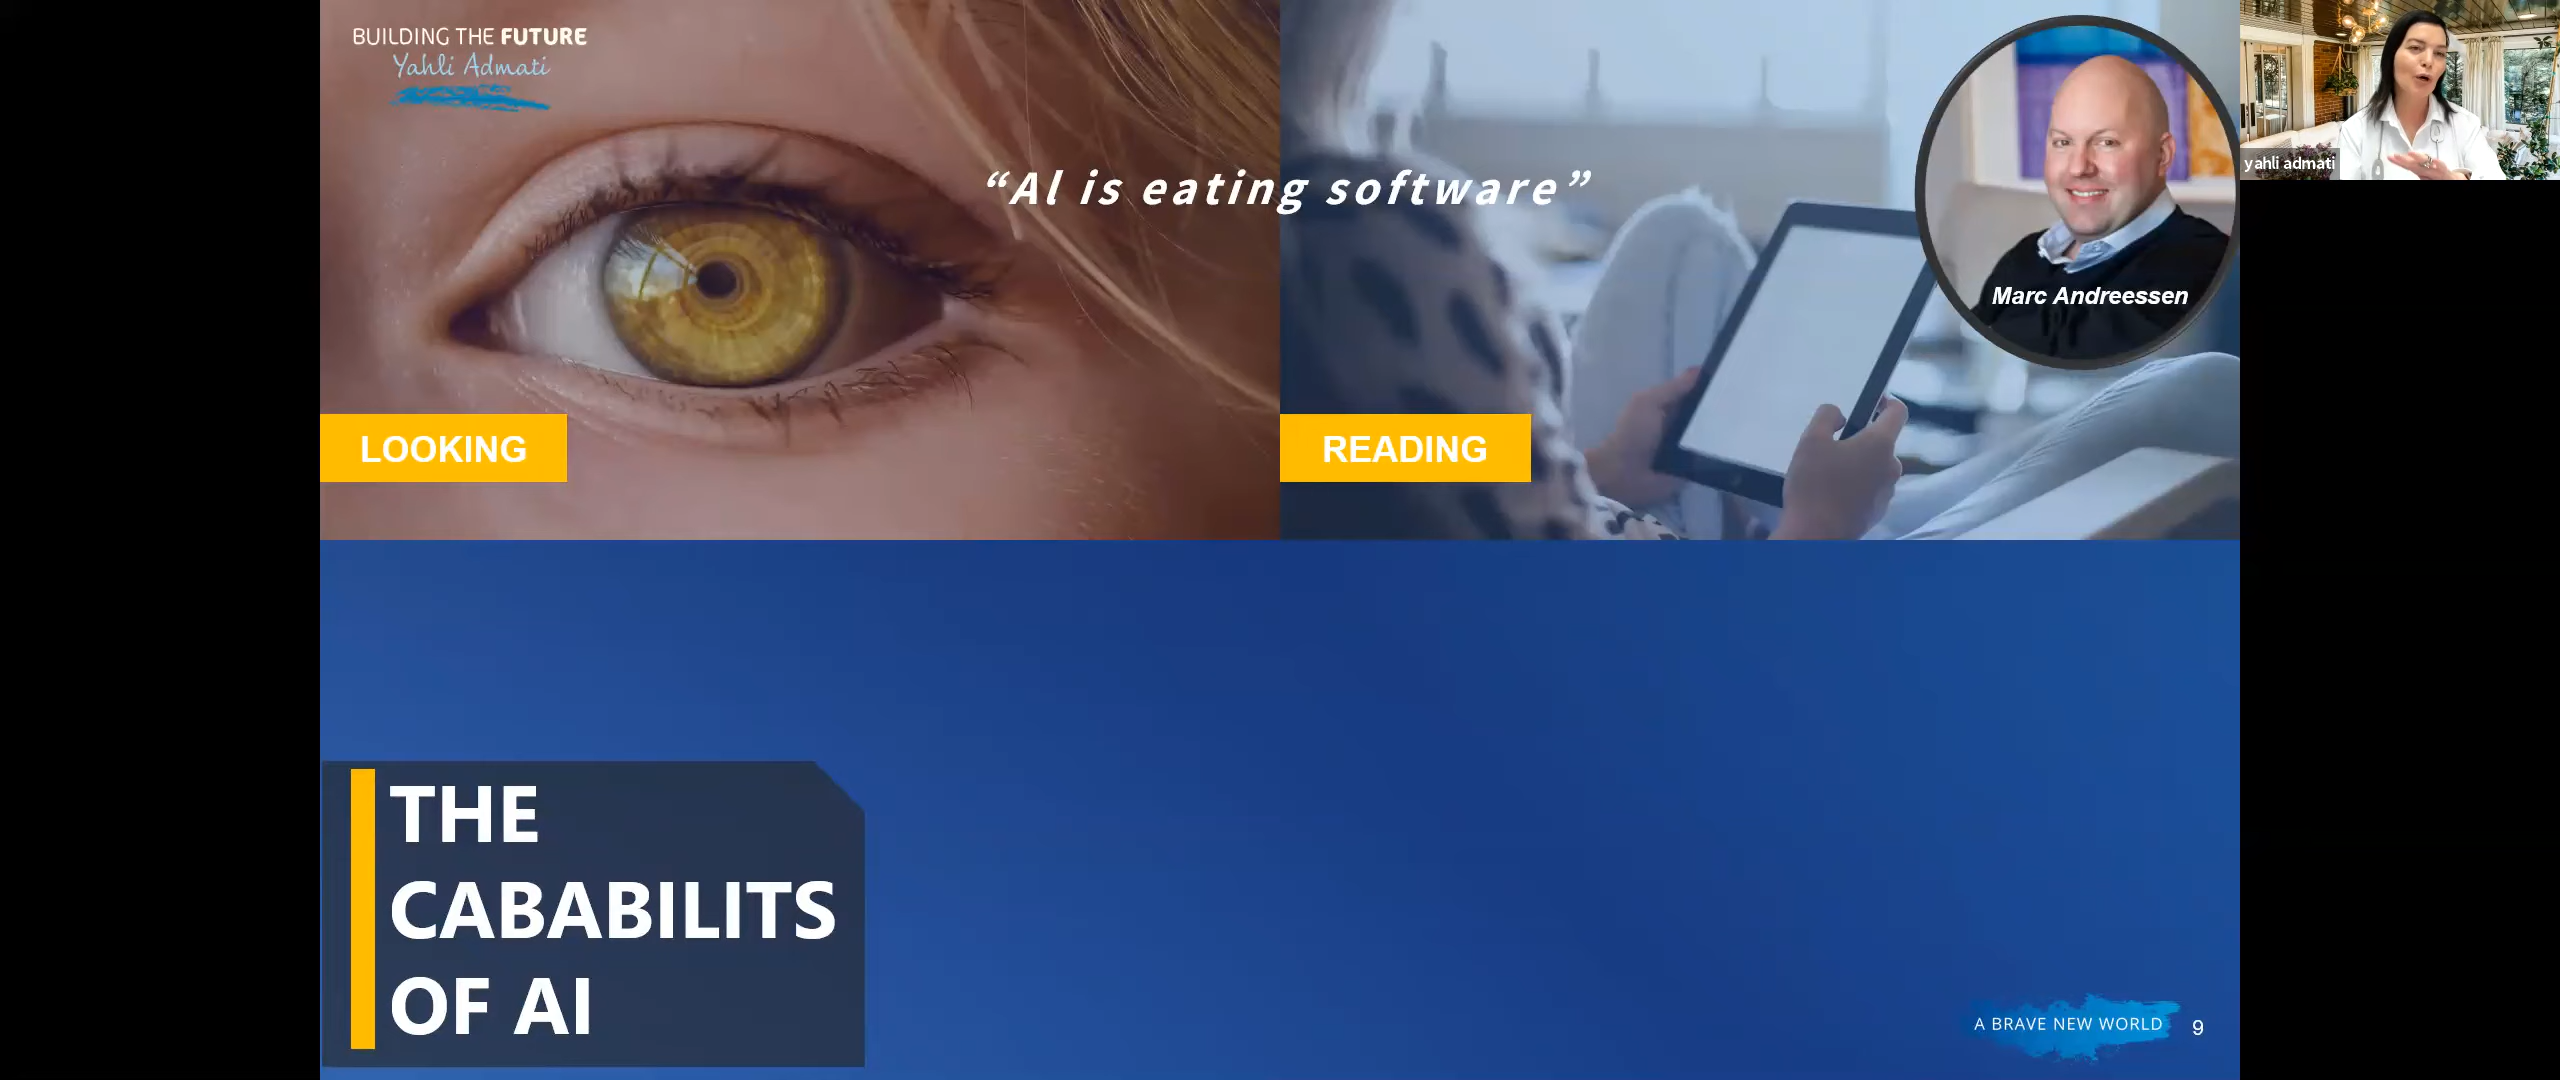 BUILDING THE FUTURE
Yahli Admati
“AI is eating software”
Marc Andreessen
yahli admati
LOOKING
READING
THE
CABABILITS
OF AI
A BRAVE NEW WORLD
9